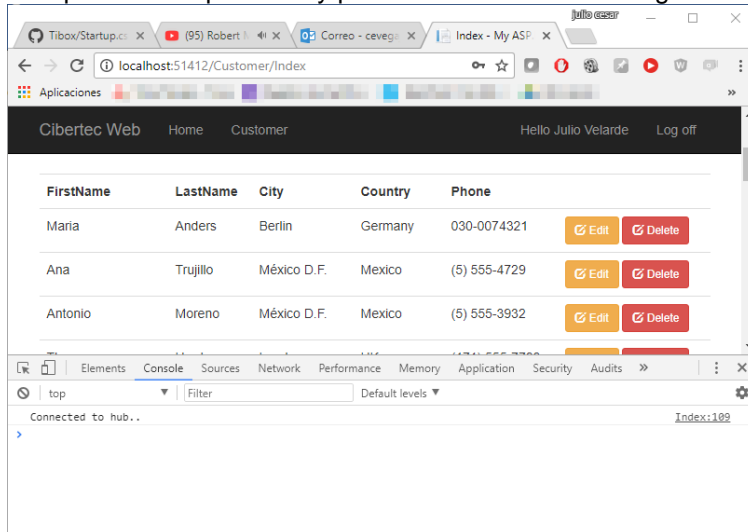 julio cesar
Tibox/Startup.cs
(95) Robert
Correo - cevega
Index - My ASP.
localhost:51412/Customer/Index
Aplicaciones
»
Cibertec Web Home Customer Hello Julio Velarde Log off
FirstName LastName City Country Phone
Maria Anders Berlin Germany 030-0074321 Edit Delete
Ana Trujillo México D.F. Mexico (5) 555-4729 Edit Delete
Antonio Moreno México D.F. Mexico (5) 555-3932 Edit Delete
Elements Console Sources Network Performance Memory Application Security Audits »
top Filter Default levels
Connected to hub.. Index:109